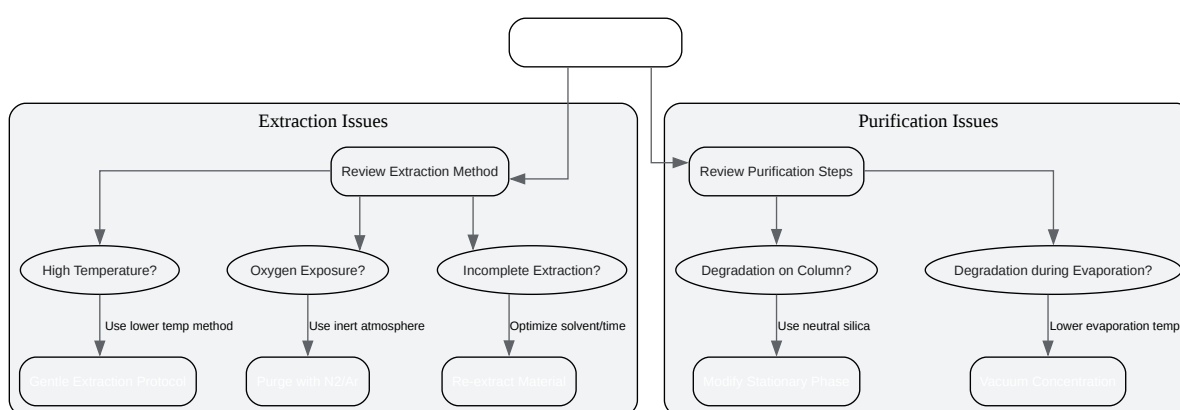 Extraction Issues
Purification Issues
Review Extraction Method
Review Purification Steps
High Temperature?
Oxygen Exposure?
Incomplete Extraction?
Degradation on Column?
Degradation during Evaporation?
Use lower temp method
Use inert atmosphere
Optimize solvent/time
Use neutral silica
Lower evaporation temp
Gentle Extraction Protocol
Purge with N2/Ar
Re-extract Material
Modify Stationary Phase
Vacuum Concentration